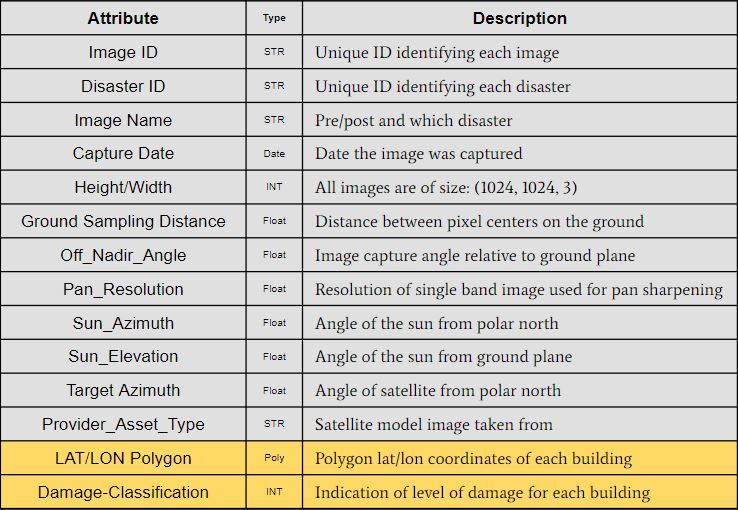 Attribute Type Description
Image ID STR Unique ID identifying each image
Disaster ID STR Unique ID identifying each disaster
Image Name STR Pre/post and which disaster
Capture Date Date Date the image was captured
Height/Width INT All images are of size: (1024, 1024, 3)
Ground Sampling Distance Float Distance between pixel centers on the ground
Off_Nadir_Angle Float Image capture angle relative to ground plane
Pan_Resolution Float Resolution of single band image used for pan sharpening
Sun_Azimuth Float Angle of the sun from polar north
Sun_Elevation Float Angle of the sun from ground plane
Target Azimuth Float Angle of satellite from polar north
Provider_Asset_Type STR Satellite model image taken from
LAT/LON Polygon Poly Polygon lat/lon coordinates of each building
Damage-Classification INT Indication of level of damage for each building